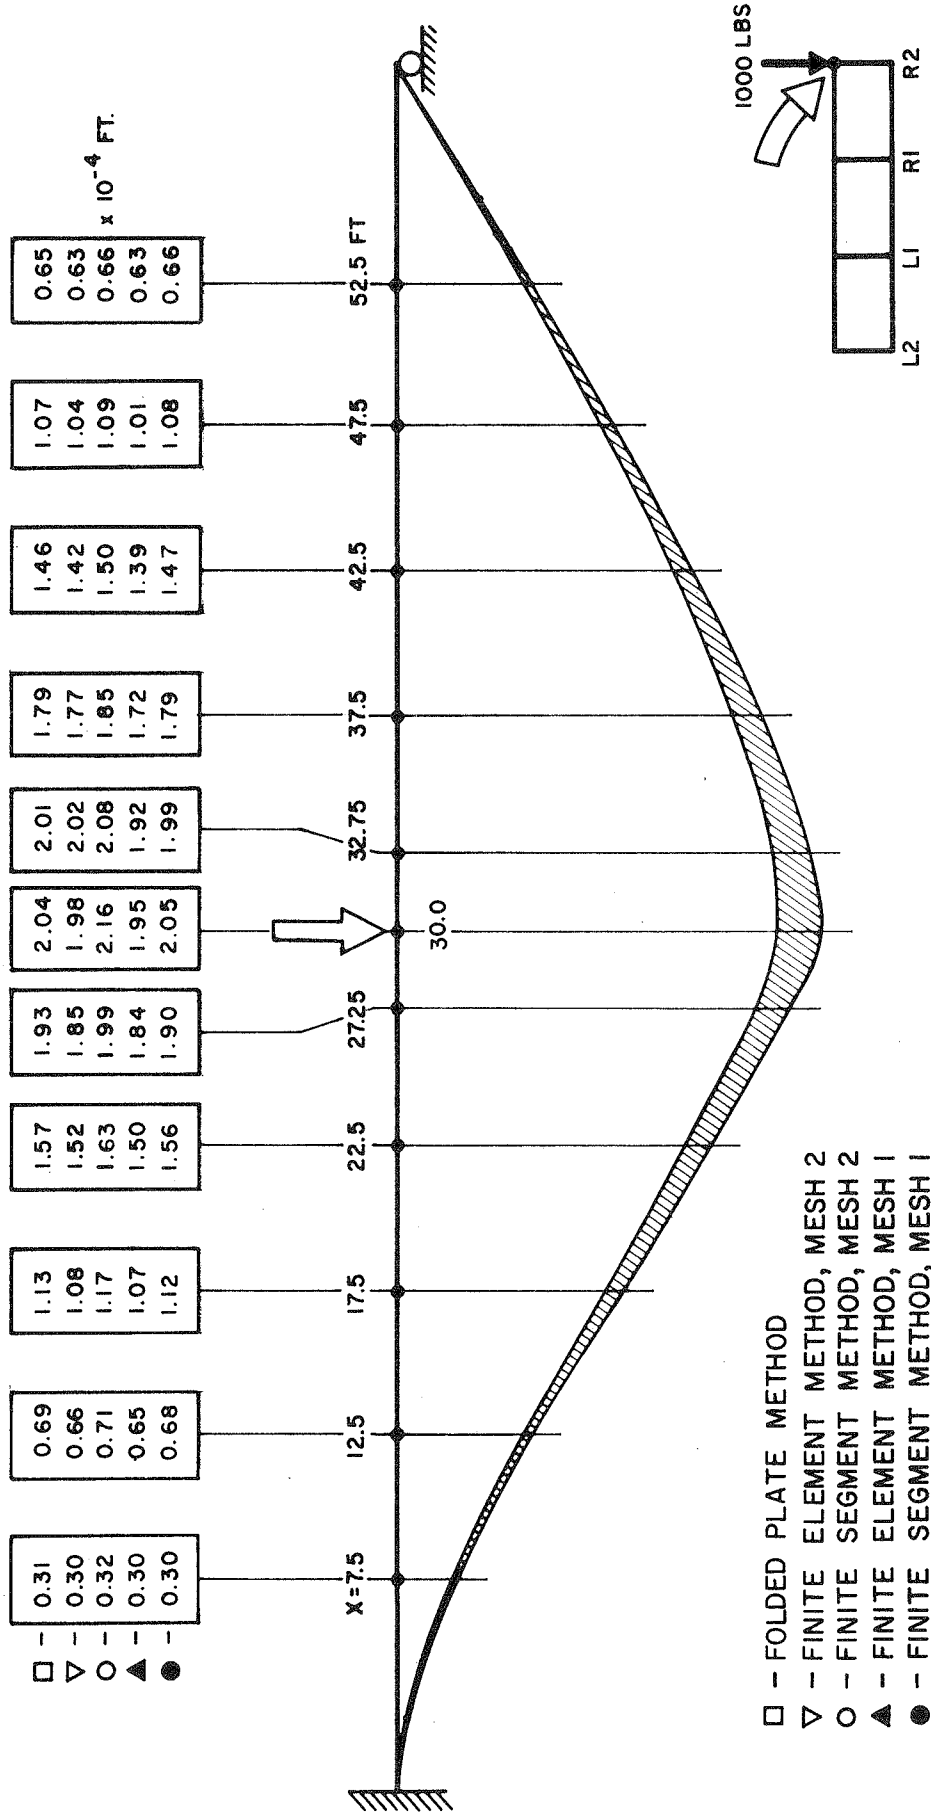 □ – 0.31 0.69 1.13 1.57 1.93 2.04 2.01 1.79 1.46 1.07 0.65
▽ – 0.30 0.66 1.08 1.52 1.85 1.98 2.02 1.77 1.42 1.04 0.63
○ – 0.32 0.71 1.17 1.63 1.99 2.16 2.08 1.85 1.50 1.09 0.66 x 10⁻⁴ FT.
▲ – 0.30 0.65 1.07 1.50 1.84 1.95 1.92 1.72 1.39 1.01 0.63
● – 0.30 0.68 1.12 1.56 1.90 2.05 1.99 1.79 1.47 1.08 0.66
X=7.5 12.5 17.5 22.5 27.25 32.75 37.5 42.5 47.5 52.5 FT
30.0
□ – FOLDED PLATE METHOD
▽ – FINITE ELEMENT METHOD, MESH 2
○ – FINITE SEGMENT METHOD, MESH 2
▲ – FINITE ELEMENT METHOD, MESH 1
● – FINITE SEGMENT METHOD, MESH 1
1000 LBS
L2 L1 R1 R2